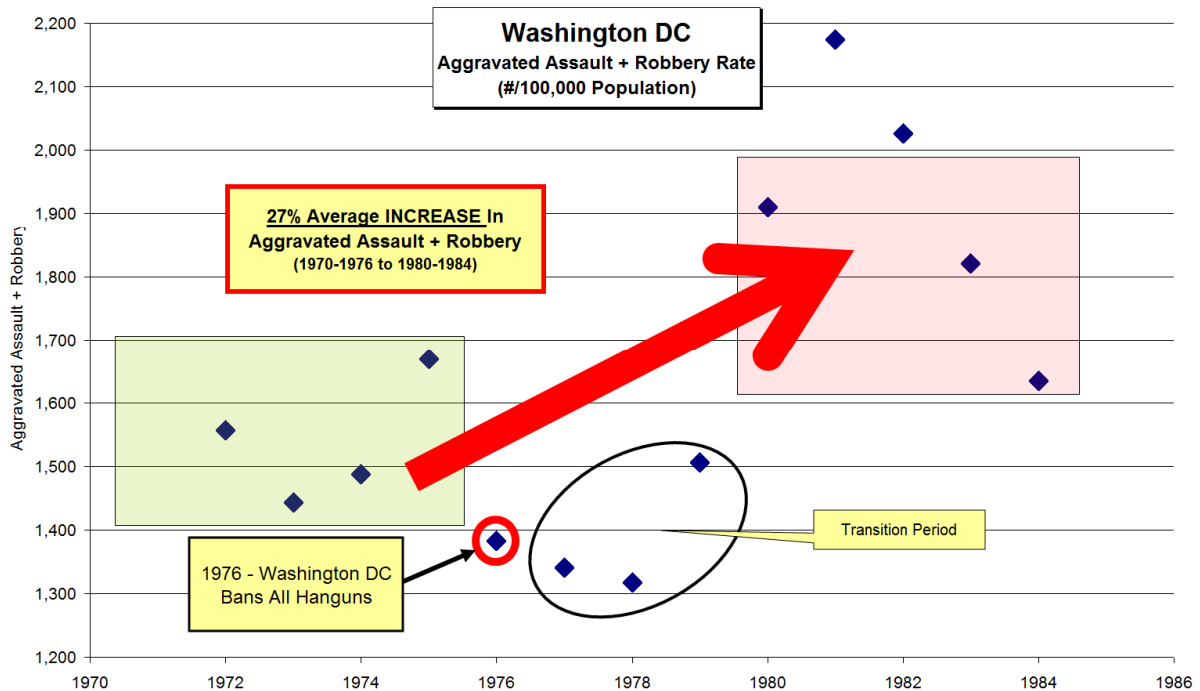 Washington DC
Aggravated Assault + Robbery Rate
(#/100,000 Population)
27% Average INCREASE In
Aggravated Assault + Robbery
(1970-1976 to 1980-1984)
Transition Period
1976 - Washington DC
Bans All Hanguns
Aggravated Assault + Robbery
2,200
2,100
2,000
1,900
1,800
1,700
1,600
1,500
1,400
1,300
1,200
1970 1972 1974 1976 1978 1980 1982 1984 1986